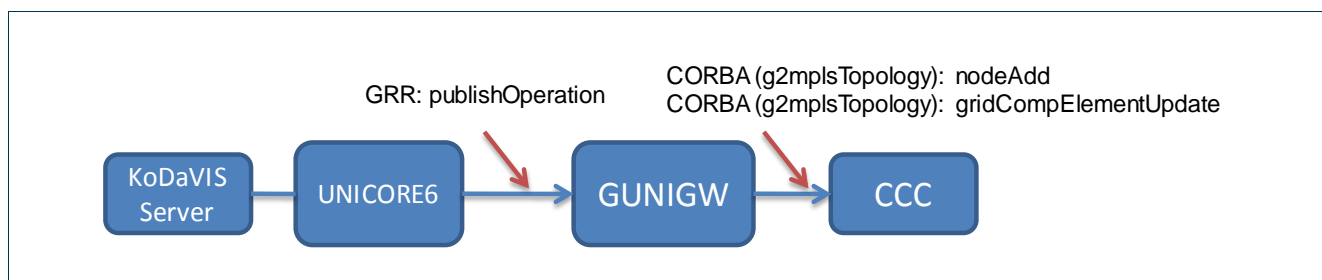 CORBA (g2mplsTopology): nodeAdd
GRR: publishOperation
CORBA (g2mplsTopology): gridCompElementUpdate
KoDaVIS
Server
UNICORE6
GUNIGW
CCC